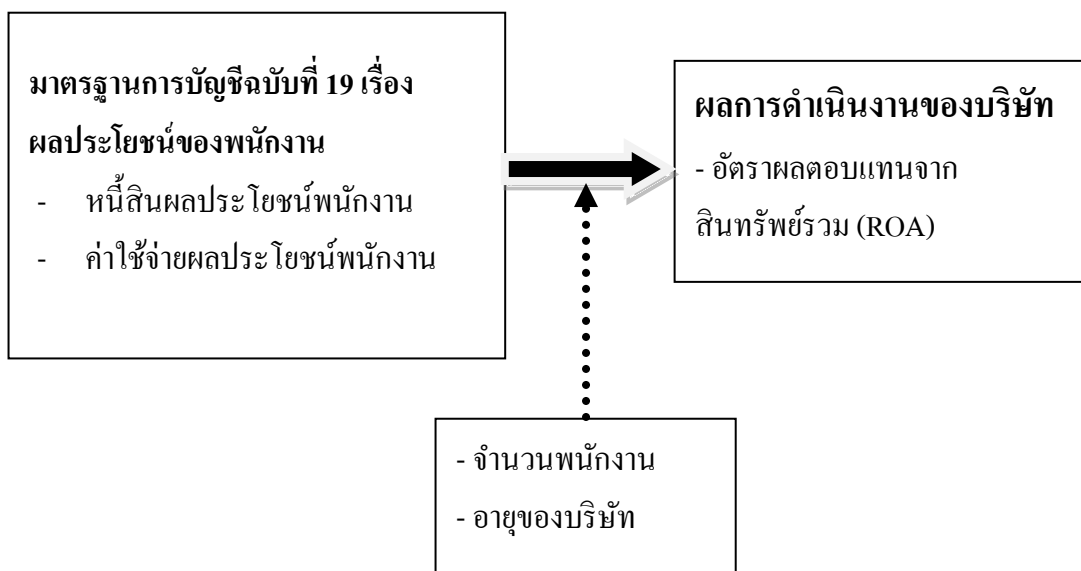 มาตรฐานการบัญชีฉบับที่ 19 เรื่อง
ผลประโยชน์ของพนักงาน
- หนี้สินผลประโยชน์พนักงาน
- ค่าใช้จ่ายผลประโยชน์พนักงาน
ผลการดำเนินงานของบริษัท
- อัตราผลตอบแทนจาก
สินทรัพย์รวม (ROA)
- จำนวนพนักงาน
- อายุของบริษัท